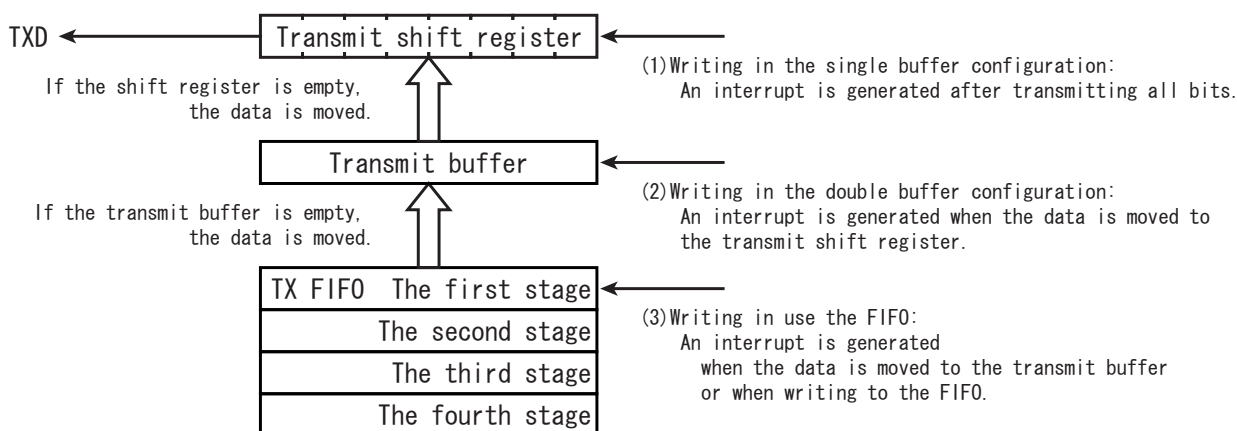 TXD
Transmit shift register
(1)Writing in the single buffer configuration:
An interrupt is generated after transmitting all bits.
If the shift register is empty,
the data is moved.
Transmit buffer
(2)Writing in the double buffer configuration:
An interrupt is generated when the data is moved to
the transmit shift register.
If the transmit buffer is empty,
the data is moved.
TX FIFO The first stage
The second stage
The third stage
The fourth stage
(3)Writing in use the FIFO:
An interrupt is generated
when the data is moved to the transmit buffer
or when writing to the FIFO.